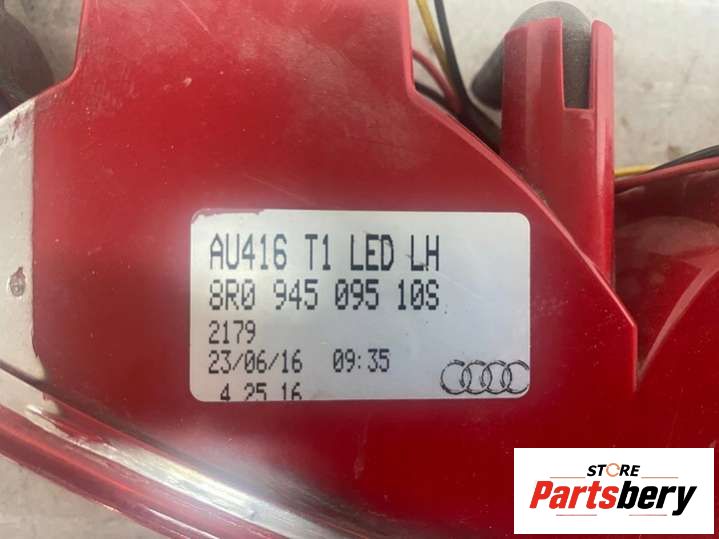 AU416 T1 LED LH
8R0 945 095 10S
2179
23/06/16 09:35
4 25 16
STORE
Partsbery